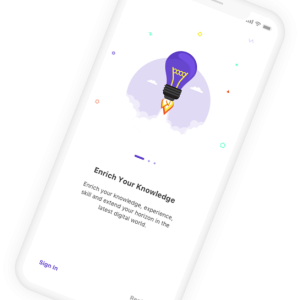 Enrich Your Knowledge
Enrich your knowledge, experience,
skill and extend your horizon in the
latest digital world.
Sign In